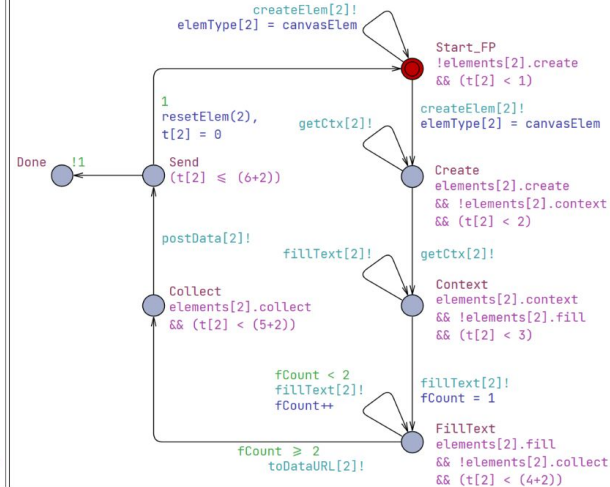 createElem[2]!
elemType[2] = canvasElem
Start_FP
!elements[2].create
&& (t[2] < 1)
1
resetElem(2),
t[2] = 0
createElem[2]!
elemType[2] = canvasElem
getCtx[2]!
Done
!1
Send
(t[2] ⩽ (6+2))
Create
elements[2].create
&& !elements[2].context
&& (t[2] < 2)
postData[2]!
fillText[2]!
getCtx[2]!
Collect
elements[2].collect
&& (t[2] < (5+2))
Context
elements[2].context
&& !elements[2].fill
&& (t[2] < 3)
fCount < 2
fillText[2]!
fCount++
fillText[2]!
fCount = 1
FillText
elements[2].fill
&& !elements[2].collect
&& (t[2] < (4+2))
fCount ⩾ 2
toDataURL[2]!